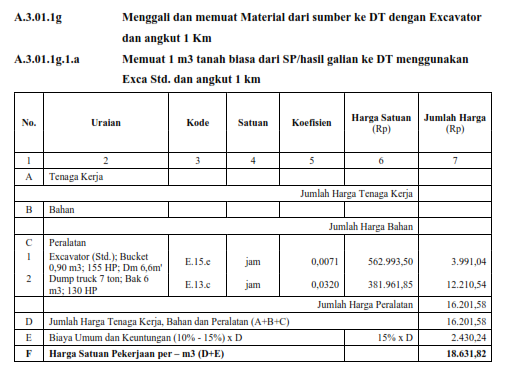 A.3.01.1g Menggali dan memuat Material dari sumber ke DT dengan Excavator
dan angkut 1 Km
A.3.01.1g.1.a Memuat 1 m3 tanah biasa dari SP/hasil galian ke DT menggunakan
Exca Std. dan angkut 1 km
No. Uraian Kode Satuan Koefisien Harga Satuan (Rp) Jumlah Harga (Rp)
1 2 3 4 5 6 7
A Tenaga Kerja
Jumlah Harga Tenaga Kerja
B Bahan
Jumlah Harga Bahan
C Peralatan
1 Excavator (Std.); Bucket
0,90 m3; 155 HP; Dm 6,6m' E.15.e jam 0,0071 562.993,50 3.991,04
2 Dump truck 7 ton; Bak 6
m3; 130 HP E.13.c jam 0,0320 381.961,85 12.210,54
Jumlah Harga Peralatan 16.201,58
D Jumlah Harga Tenaga Kerja, Bahan dan Peralatan (A+B+C) 16.201,58
E Biaya Umum dan Keuntungan (10% - 15%) x D 15% x D 2.430,24
F Harga Satuan Pekerjaan per – m3 (D+E) 18.631,82